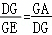 DG/GE = GA/DG